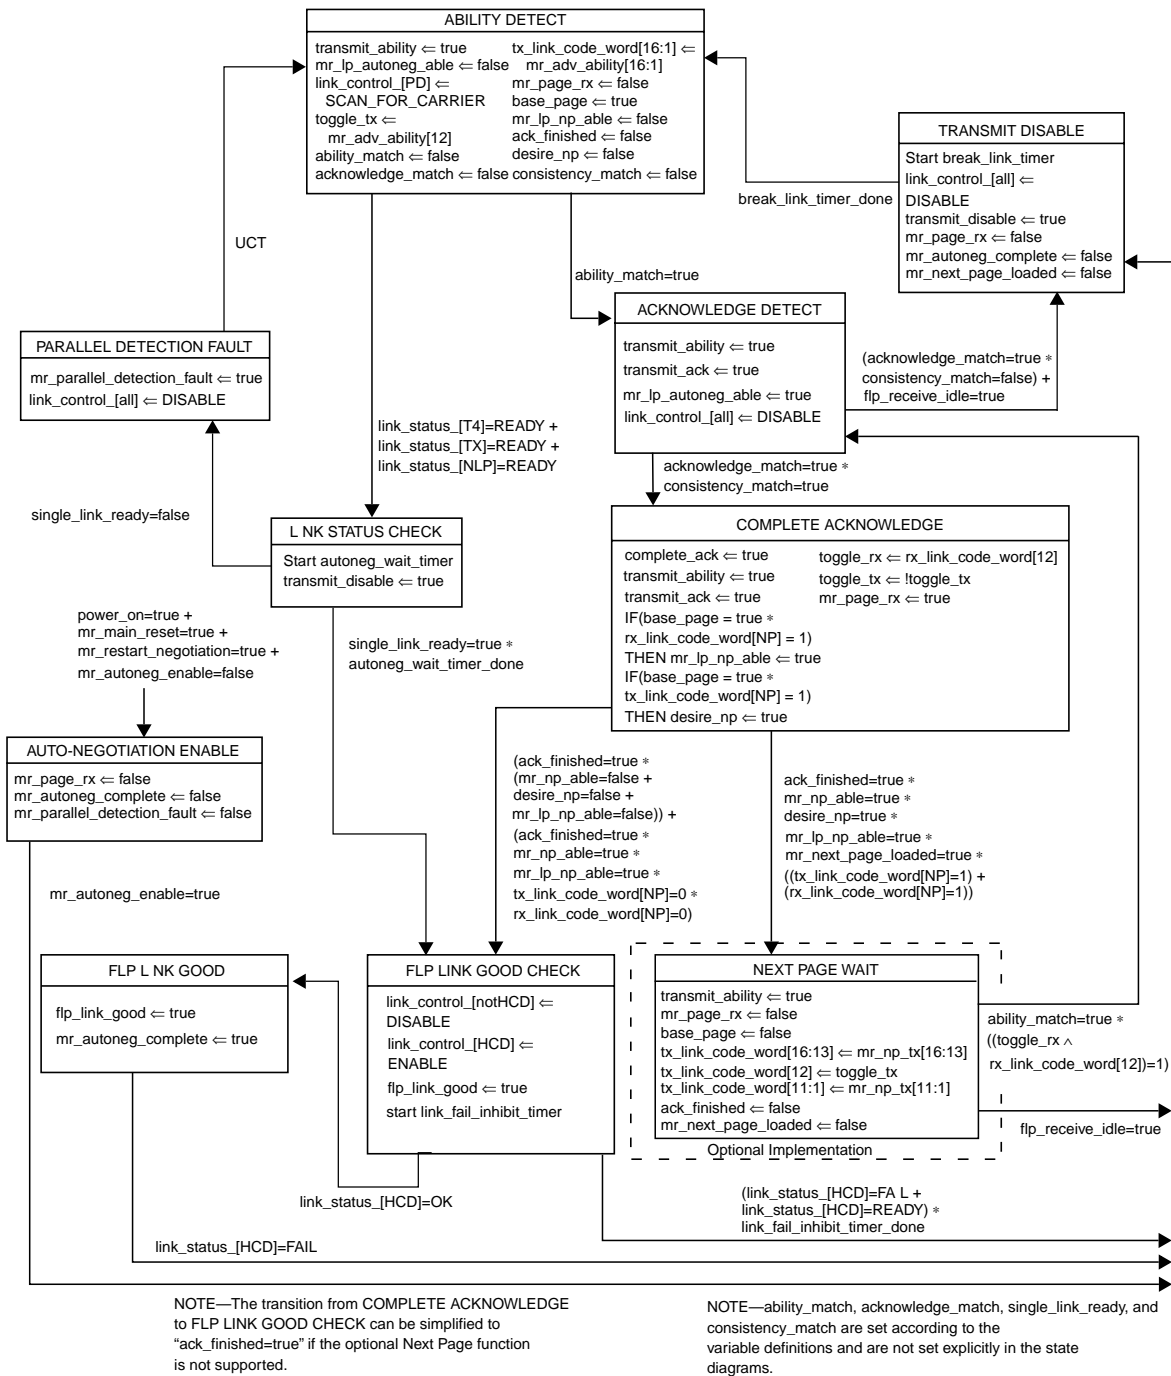 ABILITY DETECT
transmit_ability ⇐ true
mr_lp_autoneg_able ⇐ false
link_control_[PD] ⇐
SCAN_FOR_CARRIER
toggle_tx ⇐
mr_adv_ability[12]
ability_match ⇐ false
acknowledge_match ⇐ false
tx_link_code_word[16:1] ⇐
mr_adv_ability[16:1]
mr_page_rx ⇐ false
base_page ⇐ true
mr_lp_np_able ⇐ false
ack_finished ⇐ false
desire_np ⇐ false
consistency_match ⇐ false
TRANSMIT DISABLE
Start break_link_timer
link_control_[all] ⇐
DISABLE
transmit_disable ⇐ true
mr_page_rx ⇐ false
mr_autoneg_complete ⇐ false
mr_next_page_loaded ⇐ false
break_link_timer_done
UCT
ability_match=true
ACKNOWLEDGE DETECT
transmit_ability ⇐ true
transmit_ack ⇐ true
mr_lp_autoneg_able ⇐ true
link_control_[all] ⇐ DISABLE
(acknowledge_match=true ∗
consistency_match=false) +
flp_receive_idle=true
PARALLEL DETECTION FAULT
mr_parallel_detection_fault ⇐ true
link_control_[all] ⇐ DISABLE
link_status_[T4]=READY +
link_status_[TX]=READY +
link_status_[NLP]=READY
acknowledge_match=true ∗
consistency_match=true
single_link_ready=false
L NK STATUS CHECK
Start autoneg_wait_timer
transmit_disable ⇐ true
COMPLETE ACKNOWLEDGE
complete_ack ⇐ true
transmit_ability ⇐ true
transmit_ack ⇐ true
IF(base_page = true ∗
rx_link_code_word[NP] = 1)
THEN mr_lp_np_able ⇐ true
IF(base_page = true ∗
tx_link_code_word[NP] = 1)
THEN desire_np ⇐ true
toggle_rx ⇐ rx_link_code_word[12]
toggle_tx ⇐ !toggle_tx
mr_page_rx ⇐ true
power_on=true +
mr_main_reset=true +
mr_restart_negotiation=true +
mr_autoneg_enable=false
single_link_ready=true ∗
autoneg_wait_timer_done
AUTO-NEGOTIATION ENABLE
mr_page_rx ⇐ false
mr_autoneg_complete ⇐ false
mr_parallel_detection_fault ⇐ false
(ack_finished=true ∗
(mr_np_able=false +
desire_np=false +
mr_lp_np_able=false)) +
(ack_finished=true ∗
mr_np_able=true ∗
mr_lp_np_able=true ∗
tx_link_code_word[NP]=0 ∗
rx_link_code_word[NP]=0)
ack_finished=true ∗
mr_np_able=true ∗
desire_np=true ∗
mr_lp_np_able=true ∗
mr_next_page_loaded=true ∗
((tx_link_code_word[NP]=1) +
(rx_link_code_word[NP]=1))
mr_autoneg_enable=true
FLP L NK GOOD
flp_link_good ⇐ true
mr_autoneg_complete ⇐ true
FLP LINK GOOD CHECK
link_control_[notHCD] ⇐
DISABLE
link_control_[HCD] ⇐
ENABLE
flp_link_good ⇐ true
start link_fail_inhibit_timer
NEXT PAGE WAIT
transmit_ability ⇐ true
mr_page_rx ⇐ false
base_page ⇐ false
tx_link_code_word[16:13] ⇐ mr_np_tx[16:13]
tx_link_code_word[12] ⇐ toggle_tx
tx_link_code_word[11:1] ⇐ mr_np_tx[11:1]
ack_finished ⇐ false
mr_next_page_loaded ⇐ false
Optional Implementation
ability_match=true ∗
((toggle_rx ∧
rx_link_code_word[12])=1)
flp_receive_idle=true
link_status_[HCD]=OK
(link_status_[HCD]=FA L +
link_status_[HCD]=READY) ∗
link_fail_inhibit_timer_done
link_status_[HCD]=FAIL
NOTE—The transition from COMPLETE ACKNOWLEDGE
to FLP LINK GOOD CHECK can be simplified to
“ack_finished=true” if the optional Next Page function
is not supported.
NOTE—ability_match, acknowledge_match, single_link_ready, and
consistency_match are set according to the
variable definitions and are not set explicitly in the state
diagrams.